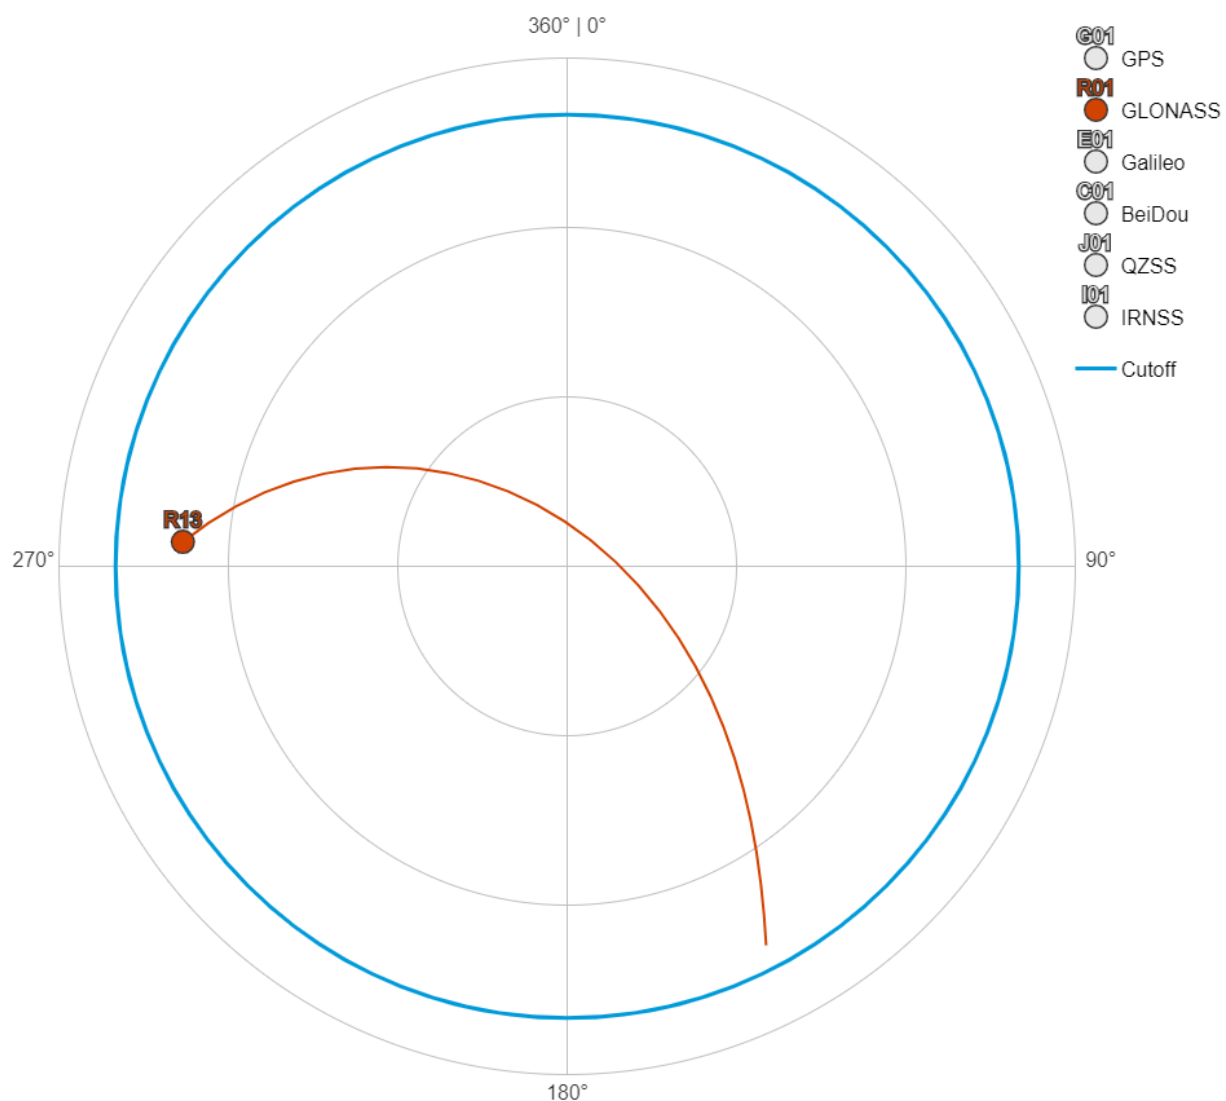 360° | 0°
G01
GPS
R01
GLONASS
E01
Galileo
C01
BeiDou
J01
QZSS
I01
IRNSS
Cutoff
R13
270°
90°
180°